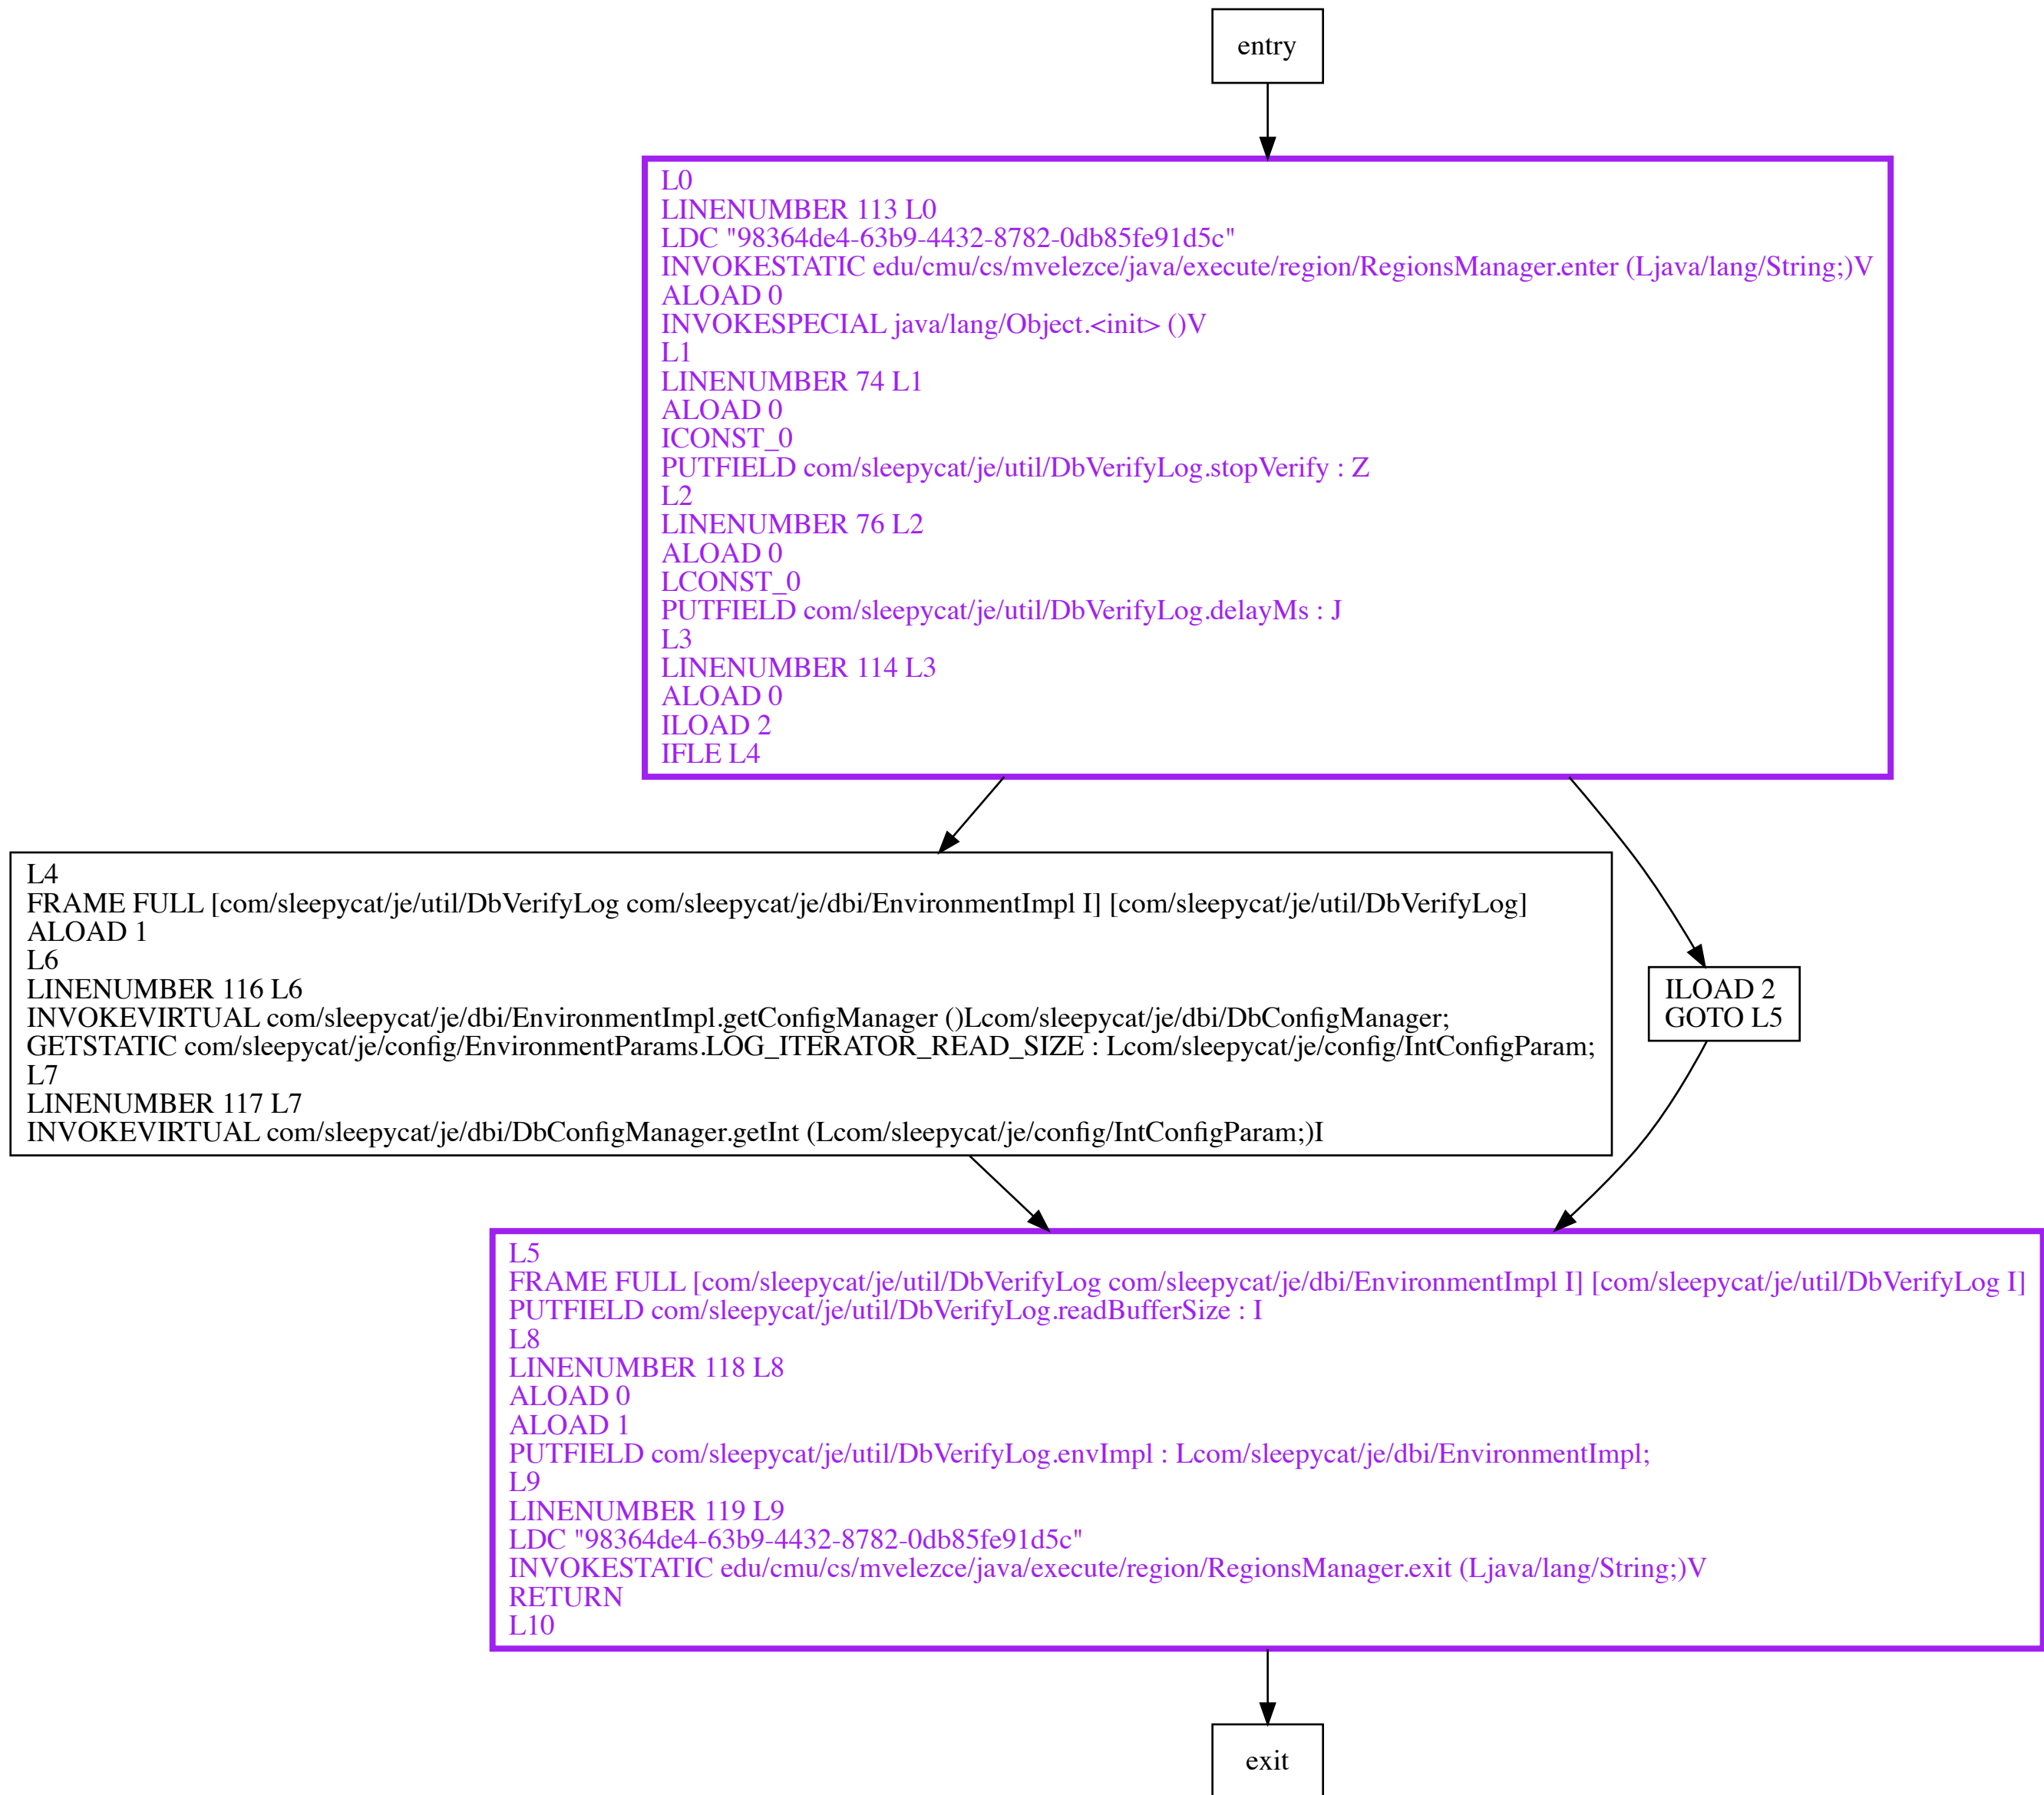 entry
L0
LINENUMBER 113 L0
LDC "98364de4-63b9-4432-8782-0db85fe91d5c"
INVOKESTATIC edu/cmu/cs/mvelezce/java/execute/region/RegionsManager.enter (Ljava/lang/String;)V
ALOAD 0
INVOKESPECIAL java/lang/Object.<init> ()V
L1
LINENUMBER 74 L1
ALOAD 0
ICONST_0
PUTFIELD com/sleepycat/je/util/DbVerifyLog.stopVerify : Z
L2
LINENUMBER 76 L2
ALOAD 0
LCONST_0
PUTFIELD com/sleepycat/je/util/DbVerifyLog.delayMs : J
L3
LINENUMBER 114 L3
ALOAD 0
ILOAD 2
IFLE L4
L4
FRAME FULL [com/sleepycat/je/util/DbVerifyLog com/sleepycat/je/dbi/EnvironmentImpl I] [com/sleepycat/je/util/DbVerifyLog]
ALOAD 1
L6
LINENUMBER 116 L6
INVOKEVIRTUAL com/sleepycat/je/dbi/EnvironmentImpl.getConfigManager ()Lcom/sleepycat/je/dbi/DbConfigManager;
GETSTATIC com/sleepycat/je/config/EnvironmentParams.LOG_ITERATOR_READ_SIZE : Lcom/sleepycat/je/config/IntConfigParam;
L7
LINENUMBER 117 L7
INVOKEVIRTUAL com/sleepycat/je/dbi/DbConfigManager.getInt (Lcom/sleepycat/je/config/IntConfigParam;)I
ILOAD 2
GOTO L5
L5
FRAME FULL [com/sleepycat/je/util/DbVerifyLog com/sleepycat/je/dbi/EnvironmentImpl I] [com/sleepycat/je/util/DbVerifyLog I]
PUTFIELD com/sleepycat/je/util/DbVerifyLog.readBufferSize : I
L8
LINENUMBER 118 L8
ALOAD 0
ALOAD 1
PUTFIELD com/sleepycat/je/util/DbVerifyLog.envImpl : Lcom/sleepycat/je/dbi/EnvironmentImpl;
L9
LINENUMBER 119 L9
LDC "98364de4-63b9-4432-8782-0db85fe91d5c"
INVOKESTATIC edu/cmu/cs/mvelezce/java/execute/region/RegionsManager.exit (Ljava/lang/String;)V
RETURN
L10
exit